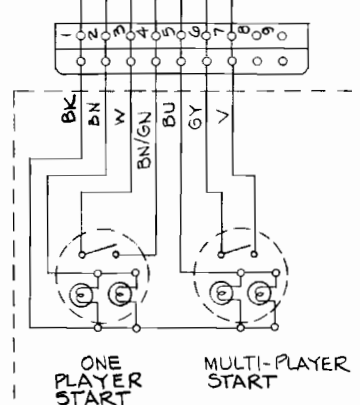 1 2 3 4 5 6 7 8 9
BK BN W BN/GN BU GY V
ONE PLAYER START
MULTI-PLAYER START